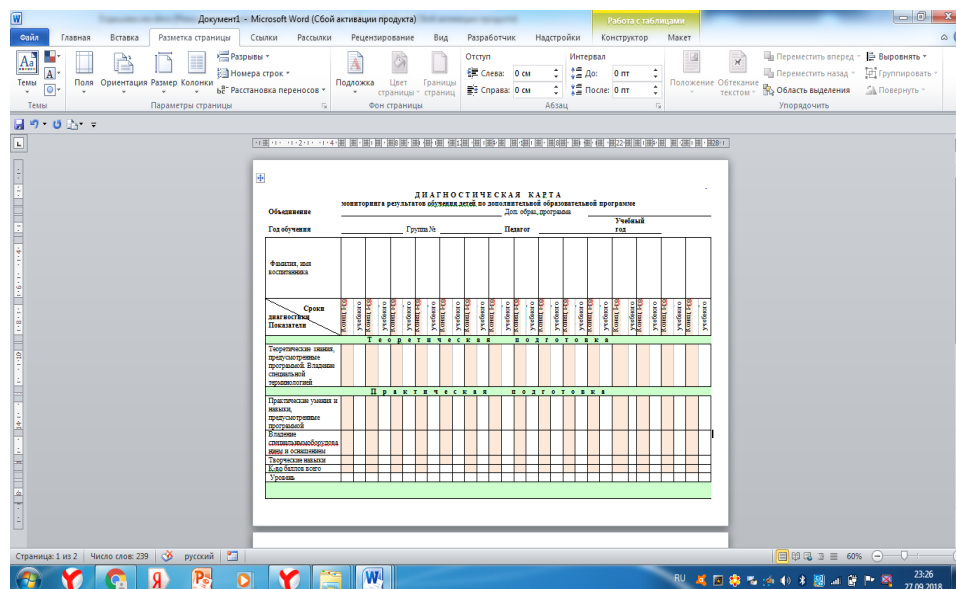 Документ1 - Microsoft Word (Сбой активации продукта)
Работа с таблицами
Файл Главная Вставка Разметка страницы Ссылки Рассылки Рецензирование Вид Разработчик Надстройки Конструктор Макет
Темы Поля Ориентация Размер Колонки
Разрывы
Номера строк
Расстановка переносов
Подложка Цвет страницы Границы страниц
Отступ Интервал
Слева: 0 см До: 0 пт
Справа: 0 см После: 0 пт
Положение Обтекание текстом
Переместить вперед Выровнять
Переместить назад Группировать
Область выделения Повернуть
Темы Параметры страницы Фон страницы Абзац Упорядочить
ДИАГНОСТИЧЕСКАЯ КАРТА
мониторинга результатов обучения детей по дополнительной образовательной программе
Объединение Доп. образ. программа
Год обучения Группа № Педагог Учебный год
Фамилия, имя
воспитанника
Сроки
диагностики
Показатели
Теоретическая подготовка
Теоретические знания,
предусмотренные
программой. Владение
специальной
терминологией
Практическая подготовка
Практические умения и
навыки,
предусмотренные
программой
Владение
специальнымоборудова
нием и оснащением
Творческие навыки
К-во баллов всего
Уровень
Страница: 1 из 2 Число слов: 239 русский 60%
RU 23:26
27.09.2018